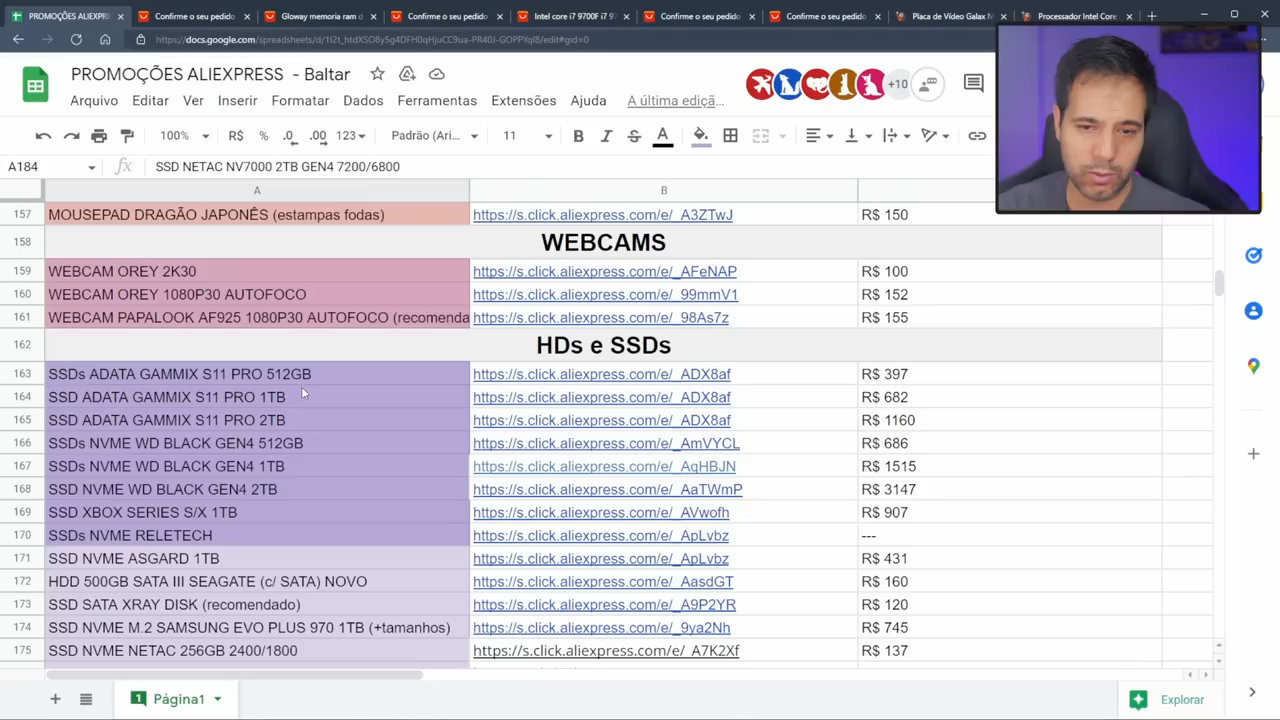 PROMOÇÕES ALIEXPRESS
Confirme o seu pedido
Gloway memoria ram d
Confirme o seu pedido
Intel core i7 9700F i7 9
Confirme o seu pedido
Confirme o seu pedido
Placa de Vídeo Galax N
Processador Intel Core
PROMOÇÕES ALIEXPRESS - Baltar
+10
Arquivo Editar Ver Inserir Formatar Dados Ferramentas Extensões Ajuda A última ediçã...
100% R$ % .0 .00 123 Padrão (Ari... 11 B I S A
A184 fx SSD NETAC NV7000 2TB GEN4 7200/6800
A B
157 MOUSEPAD DRAGÃO JAPONÊS (estampas fodas) https://s.click.aliexpress.com/e/_A3ZTwJ R$ 150
158 WEBCAMS
159 WEBCAM OREY 2K30 https://s.click.aliexpress.com/e/_AFeNAP R$ 100
160 WEBCAM OREY 1080P30 AUTOFOCO https://s.click.aliexpress.com/e/_99mmV1 R$ 152
161 WEBCAM PAPALOOK AF925 1080P30 AUTOFOCO (recomenda https://s.click.aliexpress.com/e/_98As7z R$ 155
162 HDs e SSDs
163 SSDs ADATA GAMMIX S11 PRO 512GB https://s.click.aliexpress.com/e/_ADX8af R$ 397
164 SSD ADATA GAMMIX S11 PRO 1TB https://s.click.aliexpress.com/e/_ADX8af R$ 682
165 SSD ADATA GAMMIX S11 PRO 2TB https://s.click.aliexpress.com/e/_ADX8af R$ 1160
166 SSDs NVME WD BLACK GEN4 512GB https://s.click.aliexpress.com/e/_AmVYCL R$ 686
167 SSDs NVME WD BLACK GEN4 1TB https://s.click.aliexpress.com/e/_AqHBJN R$ 1515
168 SSD NVME WD BLACK GEN4 2TB https://s.click.aliexpress.com/e/_AaTWmP R$ 3147
169 SSD XBOX SERIES S/X 1TB https://s.click.aliexpress.com/e/_AVwofh R$ 907
170 SSDs NVME RELETECH https://s.click.aliexpress.com/e/_ApLvbz ---
171 SSD NVME ASGARD 1TB https://s.click.aliexpress.com/e/_ApLvbz R$ 431
172 HDD 500GB SATA III SEAGATE (c/ SATA) NOVO https://s.click.aliexpress.com/e/_AasdGT R$ 160
173 SSD SATA XRAY DISK (recomendado) https://s.click.aliexpress.com/e/_A9P2YR R$ 120
174 SSD NVME M.2 SAMSUNG EVO PLUS 970 1TB (+tamanhos) https://s.click.aliexpress.com/e/_9ya2Nh R$ 745
175 SSD NVME NETAC 256GB 2400/1800 https://s.click.aliexpress.com/e/_A7K2Xf R$ 137
1 Página1 Explorar